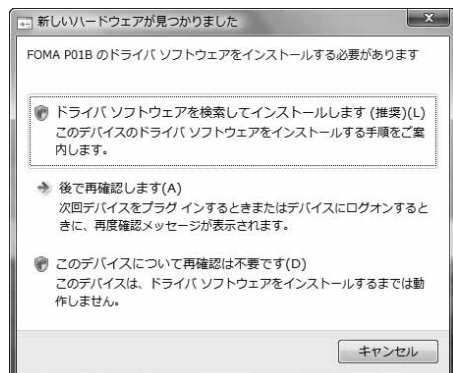 新しいハードウェアが見つかりました
FOMA P01B のドライバ ソフトウェアをインストールする必要があります
ドライバ ソフトウェアを検索してインストールします (推奨)(L)
このデバイスのドライバ ソフトウェアをインストールする手順をご案
内します。
後で再確認します(A)
次回デバイスをプラグ インするときまたはデバイスにログオンすると
きに、再度確認メッセージが表示されます。
このデバイスについて再確認は不要です(D)
このデバイスは、ドライバ ソフトウェアをインストールするまでは動
作しません。
キャンセル